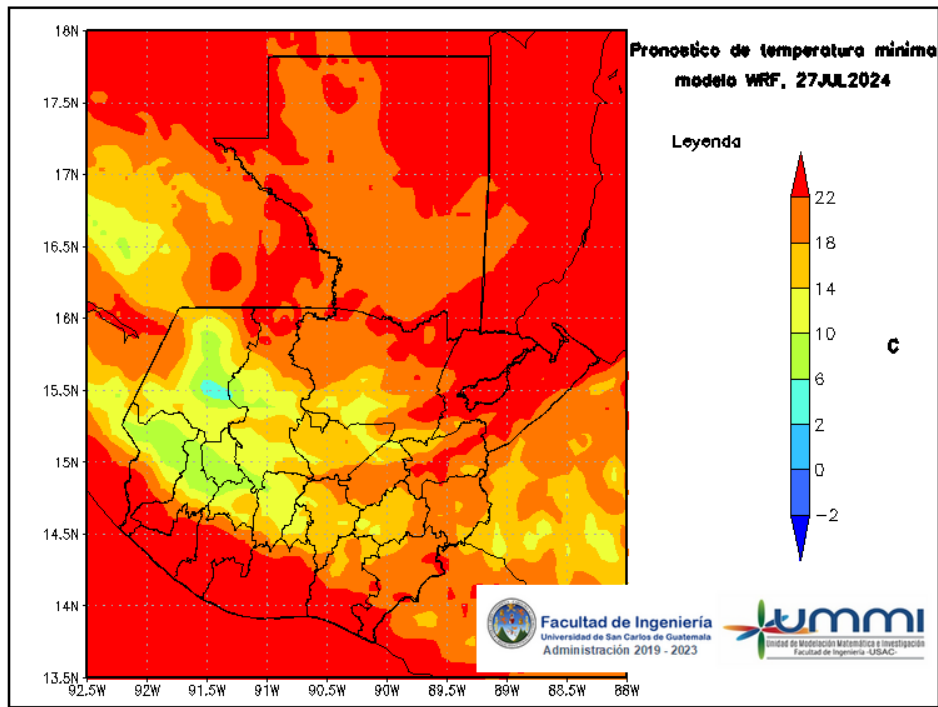 Pronostico de temperatura minima
modelo WRF, 27JUL2024
Leyenda
22
18
14
10
6
2
0
−2
C
18N
17.5N
17N
16.5N
16N
15.5N
15N
14.5N
14N
13.5N
92.5W 92W 91.5W 91W 90.5W 90W 89.5W 89W 88.5W 88W
Facultad de Ingeniería
Universidad de San Carlos de Guatemala
Administración 2019 - 2023
ummi
Unidad de Modelación Matemática e Investigación
Facultad de Ingeniería -USAC-